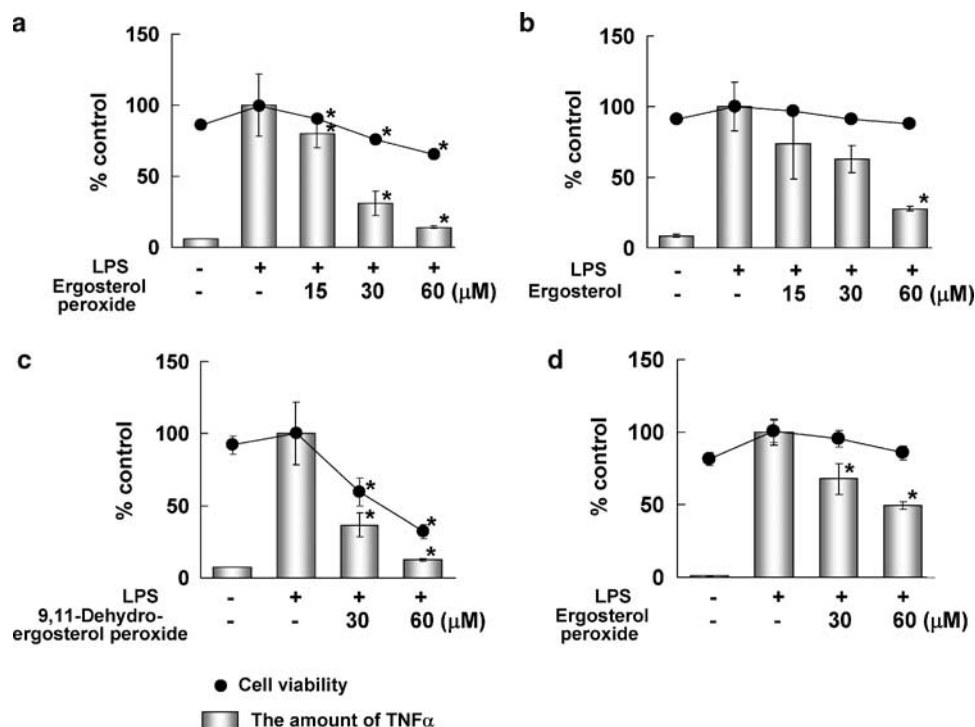 a
150
100
50
0
% control
* * * *
* *
LPS - + + + +
Ergosterol peroxide - - 15 30 60 (μM)
b
150
100
50
0
% control
*
LPS - + + + +
Ergosterol - - 15 30 60 (μM)
c
150
100
50
0
% control
* *
* *
LPS - + + +
9,11-Dehydro-
ergosterol peroxide - - 30 60 (μM)
d
150
100
50
0
% control
* *
LPS - + + +
Ergosterol
peroxide - - 30 60 (μM)
Cell viability
The amount of TNFα